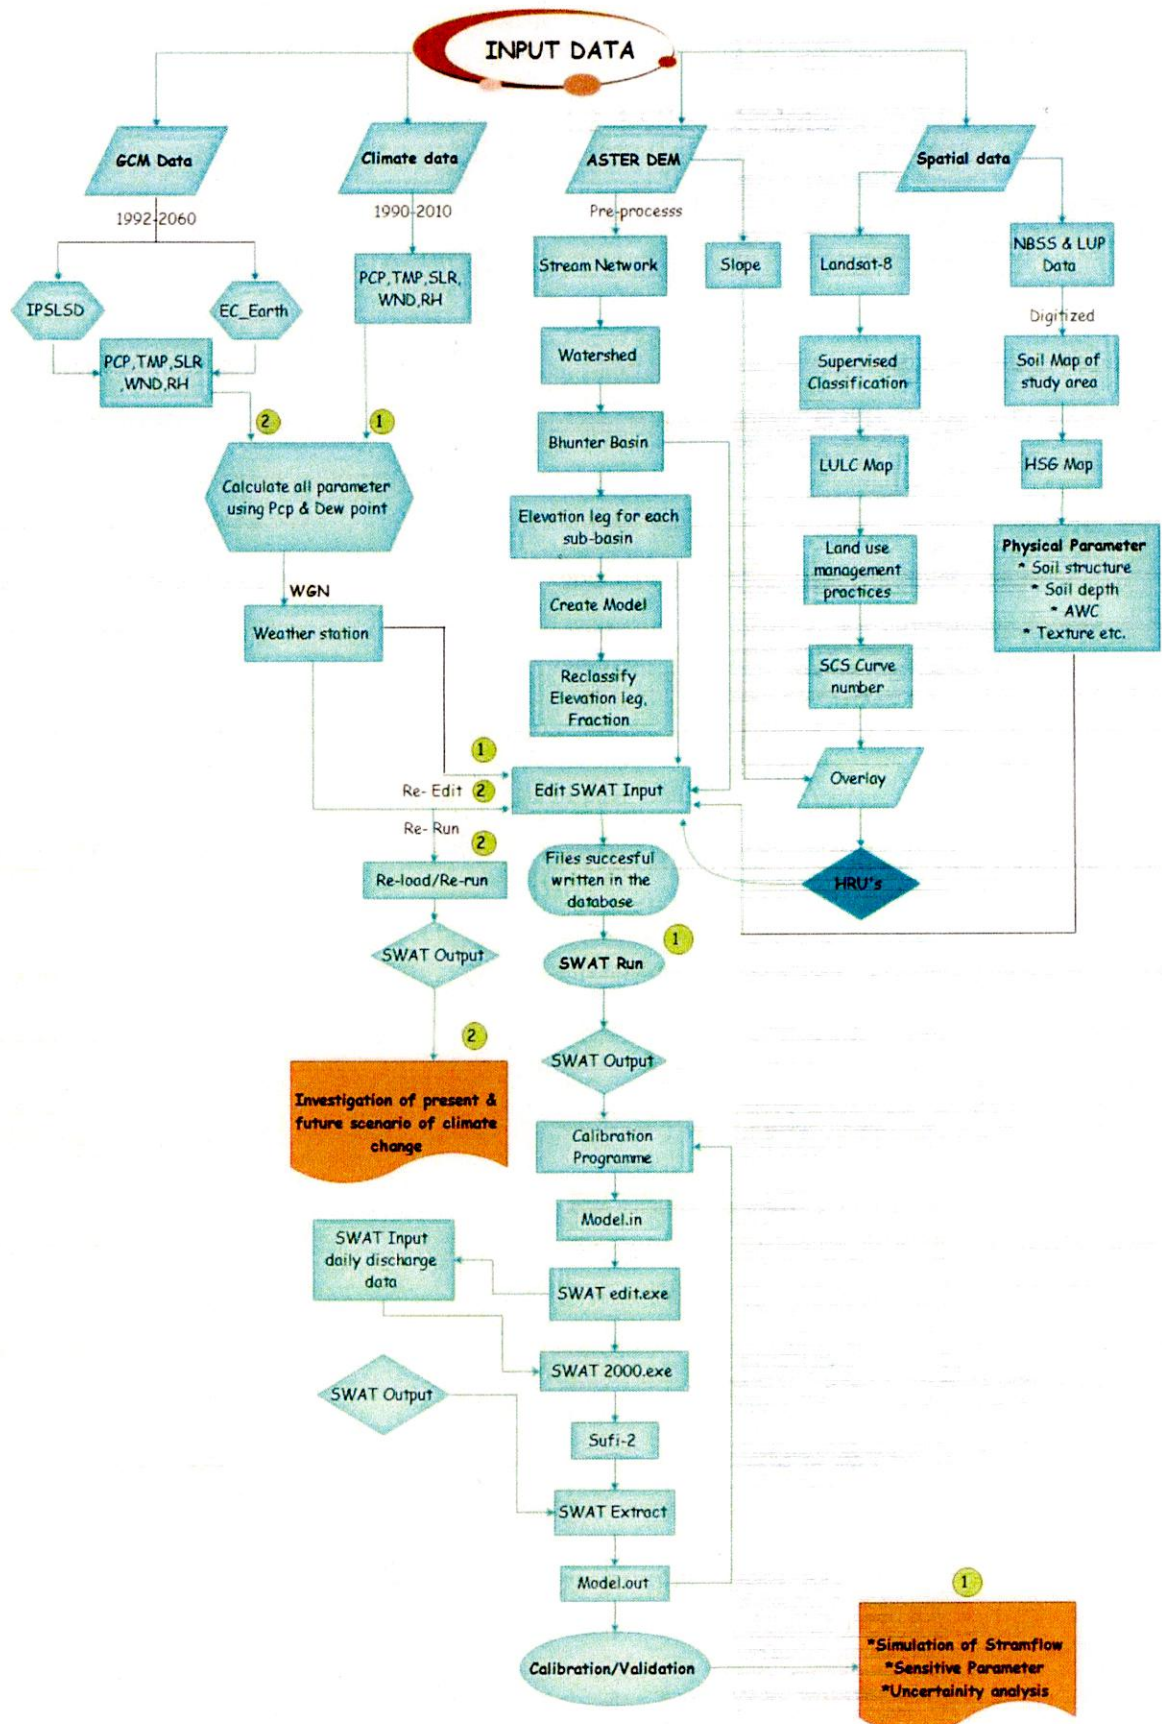 INPUT DATA
GCM Data
Climate data
ASTER DEM
Spatial data
1992-2060
1990-2010
Pre-processs
IPSLSD
EC_Earth
PCP,TMP,SLR
,WND,RH
PCP,TMP,SLR,
WND,RH
2
1
Calculate all parameter
using Pcp & Dew point
WGN
Weather station
Stream Network
Slope
Watershed
Bhunter Basin
Elevation leg for each
sub-basin
Create Model
Reclassify
Elevation leg,
Fraction
Landsat-8
Supervised
Classification
LULC Map
Land use
management
practices
SCS Curve
number
Overlay
HRU's
NBSS & LUP
Data
Digitized
Soil Map of
study area
HSG Map
Physical Parameter
* Soil structure
* Soil depth
* AWC
* Texture etc.
1
Re- Edit
2
Edit SWAT Input
Re- Run
2
Re-load/Re-run
SWAT Output
2
Investigation of present &
future scenario of climate
change
Files succesful
written in the
database
1
SWAT Run
SWAT Output
Calibration
Programme
Model.in
SWAT Input
daily discharge
data
SWAT edit.exe
SWAT 2000.exe
SWAT Output
Sufi-2
SWAT Extract
Model.out
Calibration/Validation
1
*Simulation of Stramflow
*Sensitive Parameter
*Uncertainity analysis